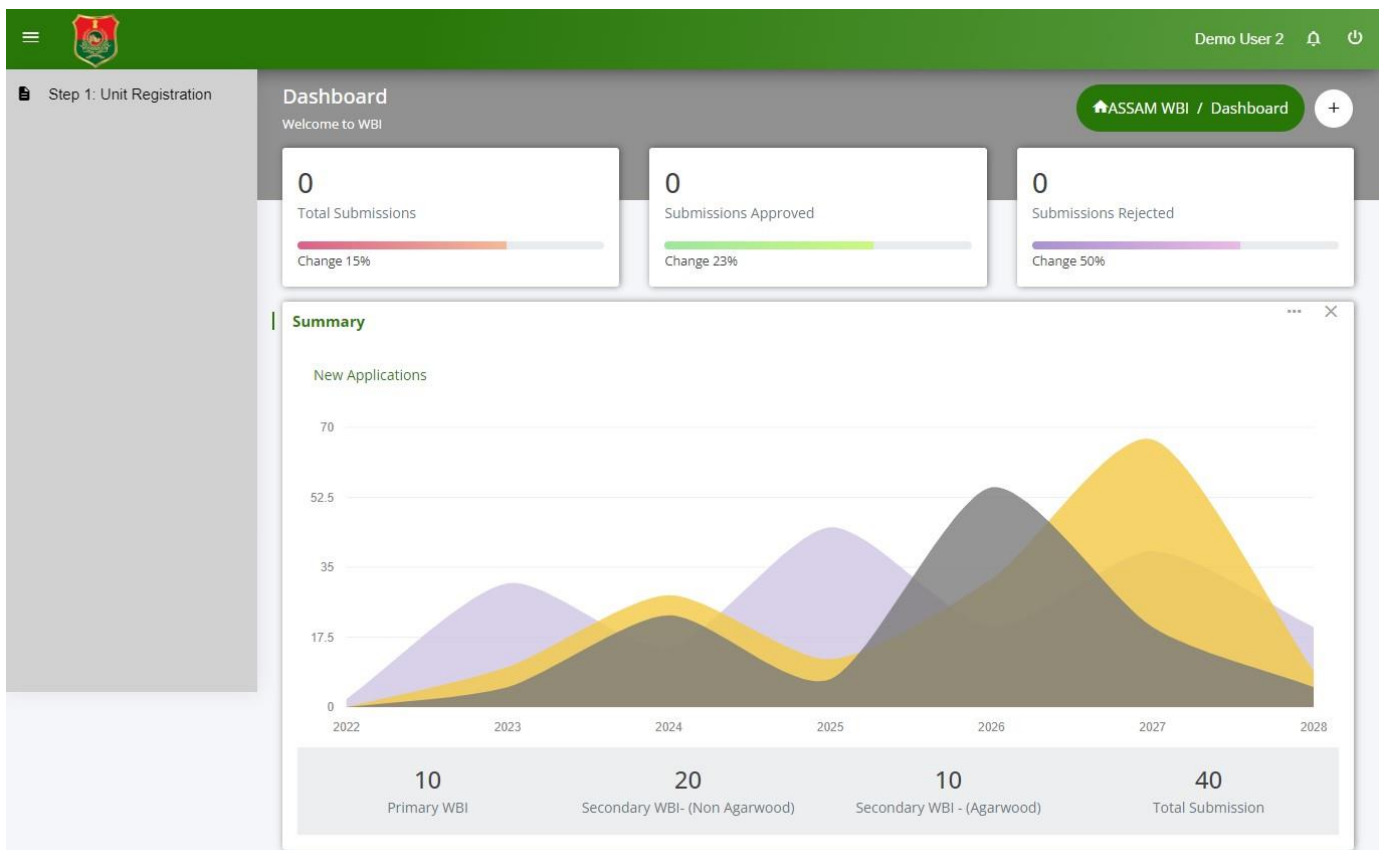 Demo User 2
Step 1: Unit Registration
Dashboard
Welcome to WBI
ASSAM WBI / Dashboard
+
0
Total Submissions
Change 15%
0
Submissions Approved
Change 23%
0
Submissions Rejected
Change 50%
Summary
New Applications
70
52.5
35
17.5
0
2022 2023 2024 2025 2026 2027 2028
10
Primary WBI
20
Secondary WBI- (Non Agarwood)
10
Secondary WBI - (Agarwood)
40
Total Submission